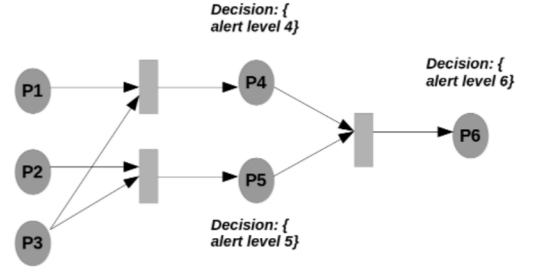 Decision: {
alert level 4}
Decision: {
alert level 6}
P1
P4
P6
P2
P5
P3
Decision: {
alert level 5}